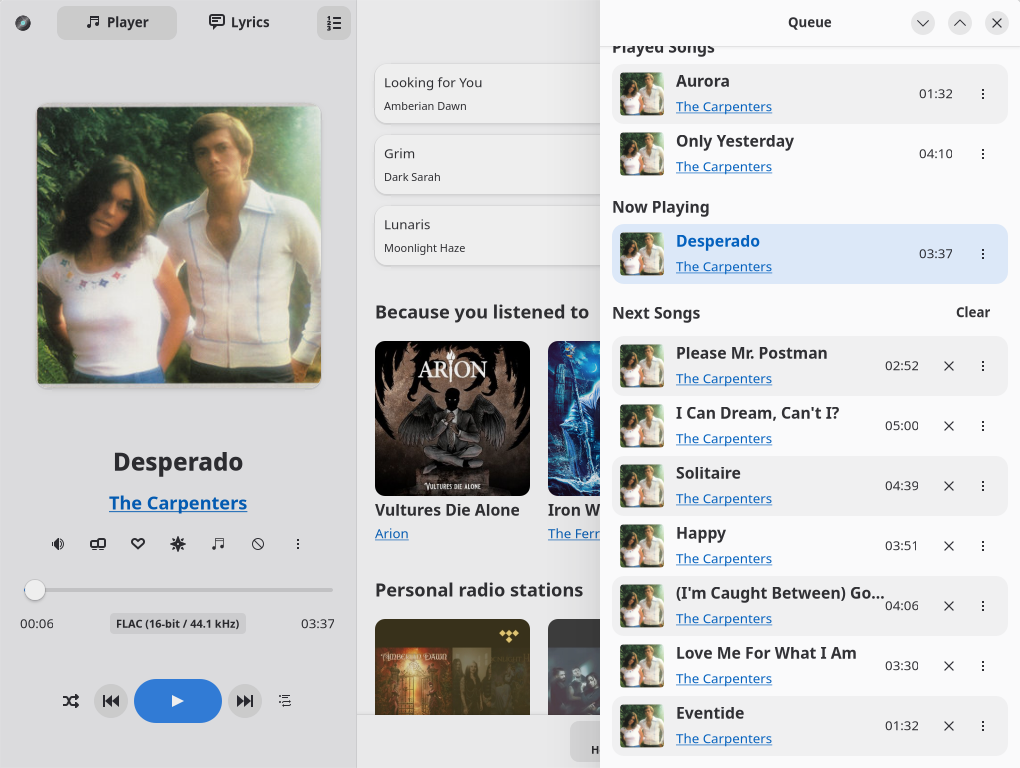 Player
Lyrics
Desperado
The Carpenters
00:06
FLAC (16-bit / 44.1 kHz)
03:37
Looking for You
Amberian Dawn
Grim
Dark Sarah
Lunaris
Moonlight Haze
Because you listened to
ARION
VULTURES DIE ALONE
Vultures Die Alone
Arion
Iron W
The Ferr
Personal radio stations
AMBERIAN DAWN
H
Queue
Played Songs
Aurora
The Carpenters
01:32
Only Yesterday
The Carpenters
04:10
Now Playing
Desperado
The Carpenters
03:37
Next Songs
Clear
Please Mr. Postman
The Carpenters
02:52
I Can Dream, Can't I?
The Carpenters
05:00
Solitaire
The Carpenters
04:39
Happy
The Carpenters
03:51
(I'm Caught Between) Go...
The Carpenters
04:06
Love Me For What I Am
The Carpenters
03:30
Eventide
The Carpenters
01:32